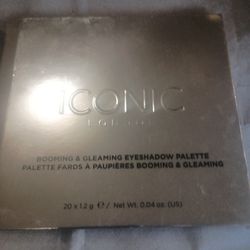 ICONIC
LONDON
BOOMING & GLEAMING EYESHADOW PALETTE
PALETTE FARDS À PAUPIÈRES BOOMING & GLEAMING
20 x 1.2 g ℮ / Net Wt. 0.04 oz. (US)